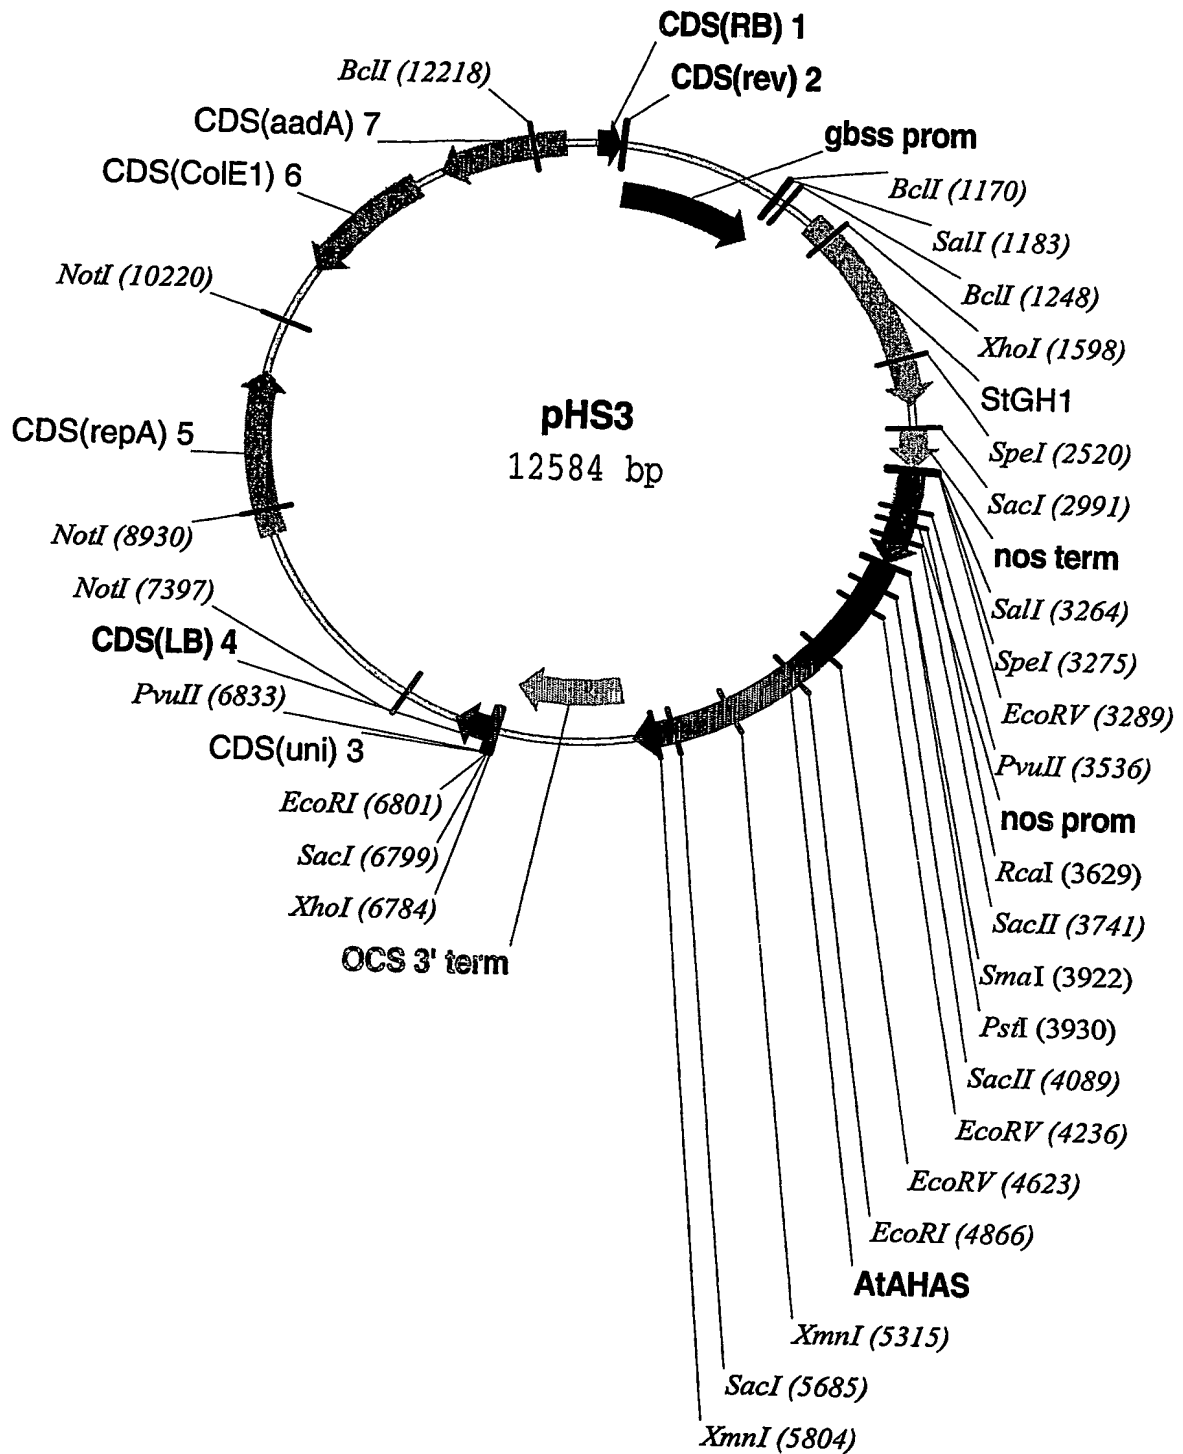 CDS(RB) 1
CDS(rev) 2
BclI (12218)
CDS(aadA) 7
CDS(ColE1) 6
gbss prom
BclI (1170)
SalI (1183)
BclI (1248)
XhoI (1598)
StGH1
NotI (10220)
pHS3
12584 bp
CDS(repA) 5
SpeI (2520)
SacI (2991)
nos term
NotI (8930)
NotI (7397)
CDS(LB) 4
PvuII (6833)
CDS(uni) 3
EcoRI (6801)
SacI (6799)
XhoI (6784)
OCS 3' term
SalI (3264)
SpeI (3275)
EcoRV (3289)
PvuII (3536)
nos prom
RcaI (3629)
SacII (3741)
SmaI (3922)
PstI (3930)
SacII (4089)
EcoRV (4236)
EcoRV (4623)
EcoRI (4866)
AtAHAS
XmnI (5315)
SacI (5685)
XmnI (5804)